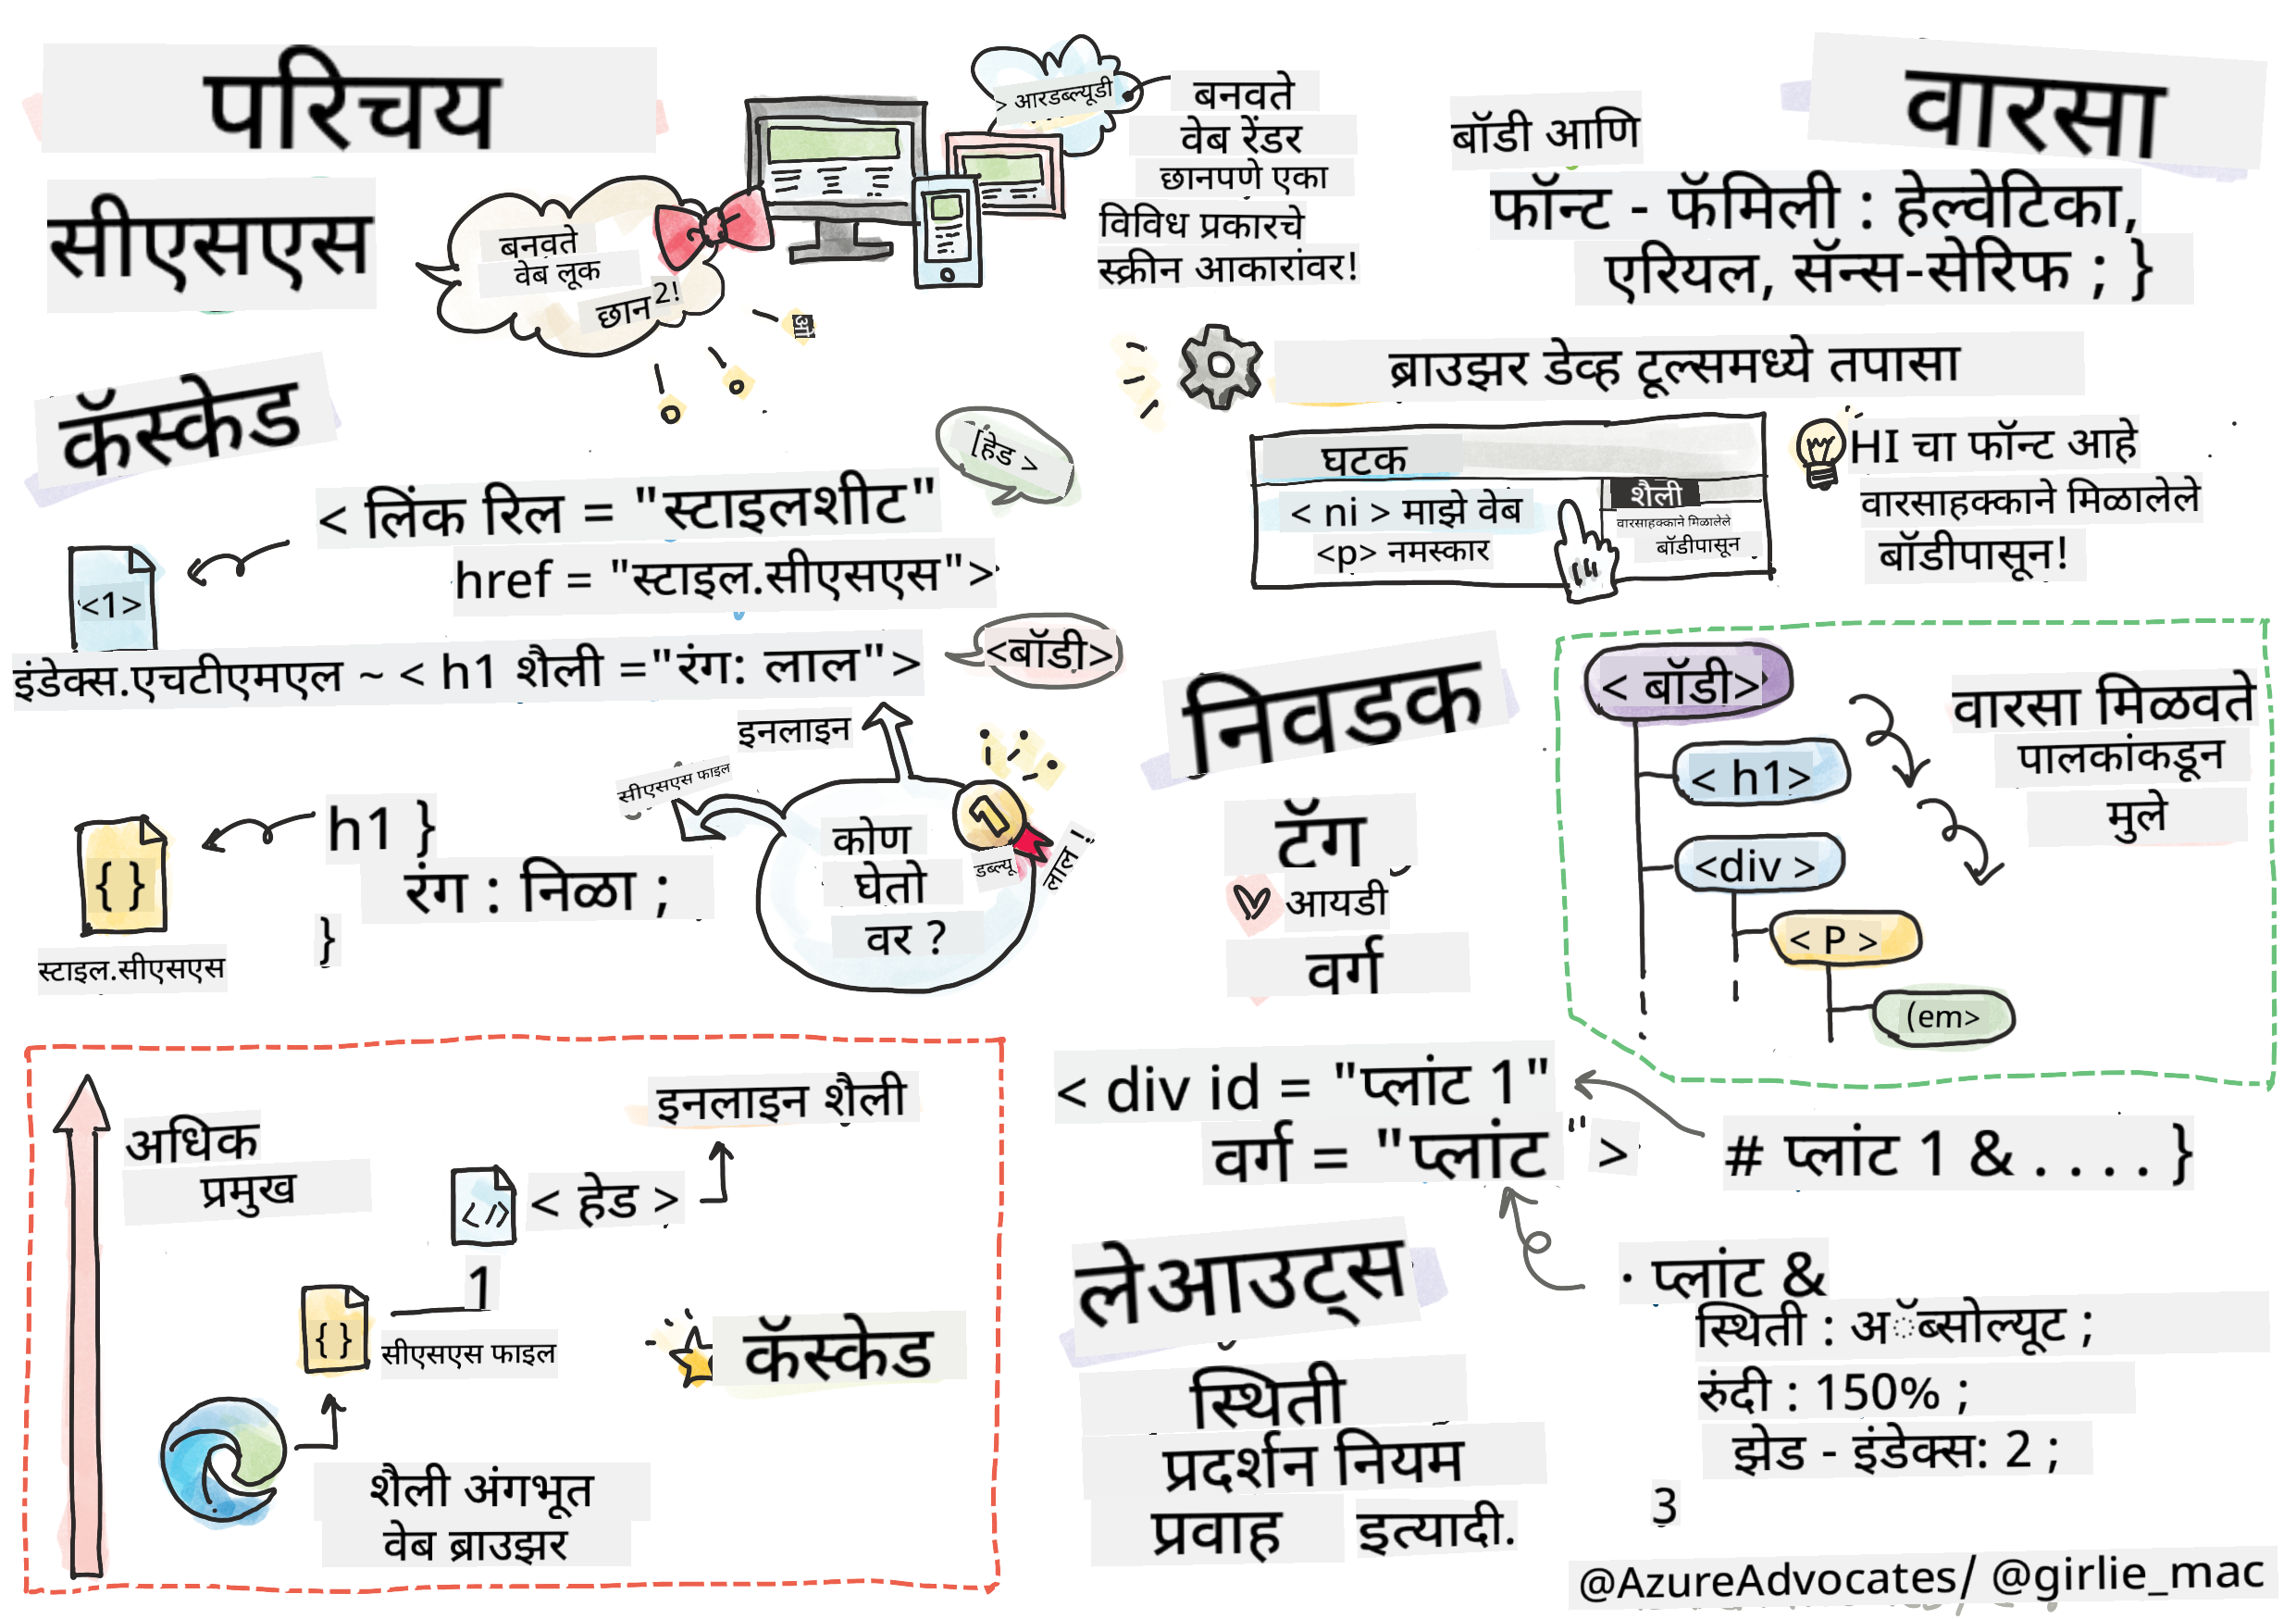 परिचय
सीएसएस
बनवते
वेब लूक
छान 2!
> आरडब्ल्यूडी
बनवते
वेब रेंडर
छानपणे एका
विविध प्रकारचे
स्क्रीन आकारांवर!
वारसा
बॉडी आणि
फॉन्ट - फॅमिली : हेल्वेटिका,
एरियल, सॅन्स-सेरिफ ; }
ब्राउझर डेव्ह टूल्समध्ये तपासा
घटक
< ni > माझे वेब
<p> नमस्कार
शैली
वारसाहक्काने मिळालेले
बॉडीपासून
HI चा फॉन्ट आहे
वारसाहक्काने मिळालेले
बॉडीपासून!
कॅस्केड
[हेड >
< लिंक रिल = "स्टाइलशीट"
href = "स्टाइल.सीएसएस">
<1>
इंडेक्स.एचटीएमएल ~ < h1 शैली ="रंग: लाल">
<बॉडी>
इनलाइन
सीएसएस फाइल
h1 }
रंग : निळा ;
}
{ }
स्टाइल.सीएसएस
कोण
घेतो
वर ?
1
डब्ल्यू
लाल !
निवडक
टॅग
आयडी
वर्ग
< बॉडी>
< h1>
<div >
< P >
(em>
वारसा मिळवते
पालकांकडून
मुले
< div id = "प्लांट 1"
वर्ग = "प्लांट " >
# प्लांट 1 & . . . . }
· प्लांट &
स्थिती : अॅब्सोल्यूट ;
रुंदी : 150% ;
झेड - इंडेक्स: 2 ;
3
लेआउट्स
स्थिती
प्रदर्शन नियम
प्रवाह इत्यादी.
अधिक
प्रमुख
इनलाइन शैली
</>
< हेड >
1
{ }
सीएसएस फाइल
कॅस्केड
शैली अंगभूत
वेब ब्राउझर
@AzureAdvocates/ @girlie_mac